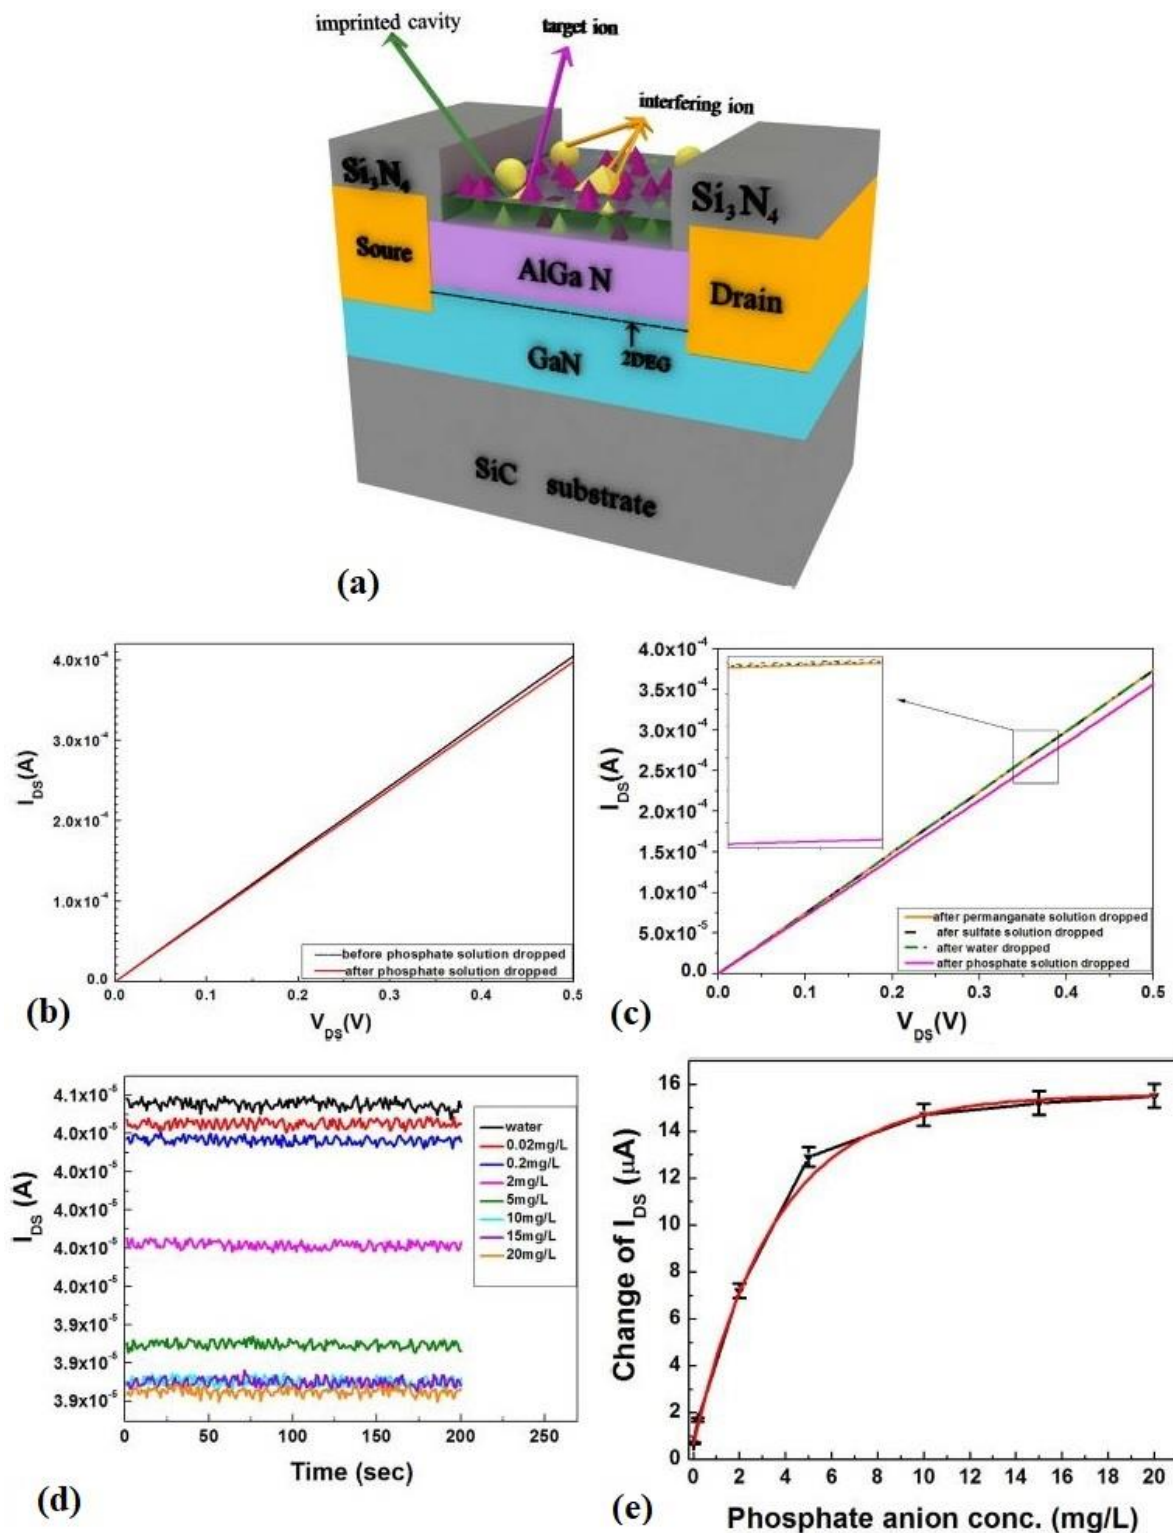 imprinted cavity
target ion
interfering ion
Si₃N₄
Si₃N₄
Soure
AlGa N
Drain
2DEG
GaN
SiC substrate
(a)
4.0x10⁻⁴
3.0x10⁻⁴
2.0x10⁻⁴
1.0x10⁻⁴
0.0
I_DS(A)
before phosphate solution dropped
after phosphate solution dropped
0.0 0.1 0.2 0.3 0.4 0.5
V_DS(V)
(b)
4.0x10⁻⁴
3.5x10⁻⁴
3.0x10⁻⁴
2.5x10⁻⁴
2.0x10⁻⁴
1.5x10⁻⁴
1.0x10⁻⁴
5.0x10⁻⁵
0.0
I_DS(A)
after permanganate solution dropped
afer sulfate solution dropped
after water dropped
after phosphate solution dropped
0.0 0.1 0.2 0.3 0.4 0.5
V_DS(V)
(c)
4.1x10⁻⁵
4.0x10⁻⁵
4.0x10⁻⁵
4.0x10⁻⁵
4.0x10⁻⁵
4.0x10⁻⁵
3.9x10⁻⁵
3.9x10⁻⁵
3.9x10⁻⁵
I_DS (A)
water
0.02mg/L
0.2mg/L
2mg/L
5mg/L
10mg/L
15mg/L
20mg/L
0 50 100 150 200 250
Time (sec)
(d)
16
14
12
10
8
6
4
2
0
Change of I_DS (µA)
0 2 4 6 8 10 12 14 16 18 20
Phosphate anion conc. (mg/L)
(e)